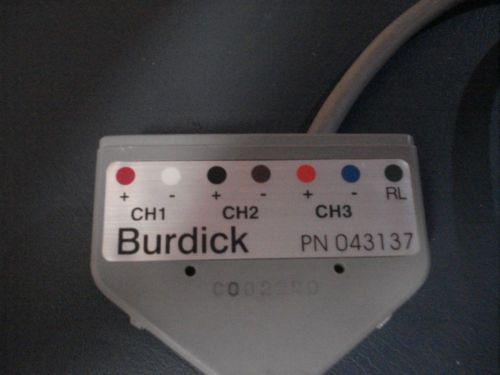 + - + - + - RL
CH1 CH2 CH3
Burdick PN 043137